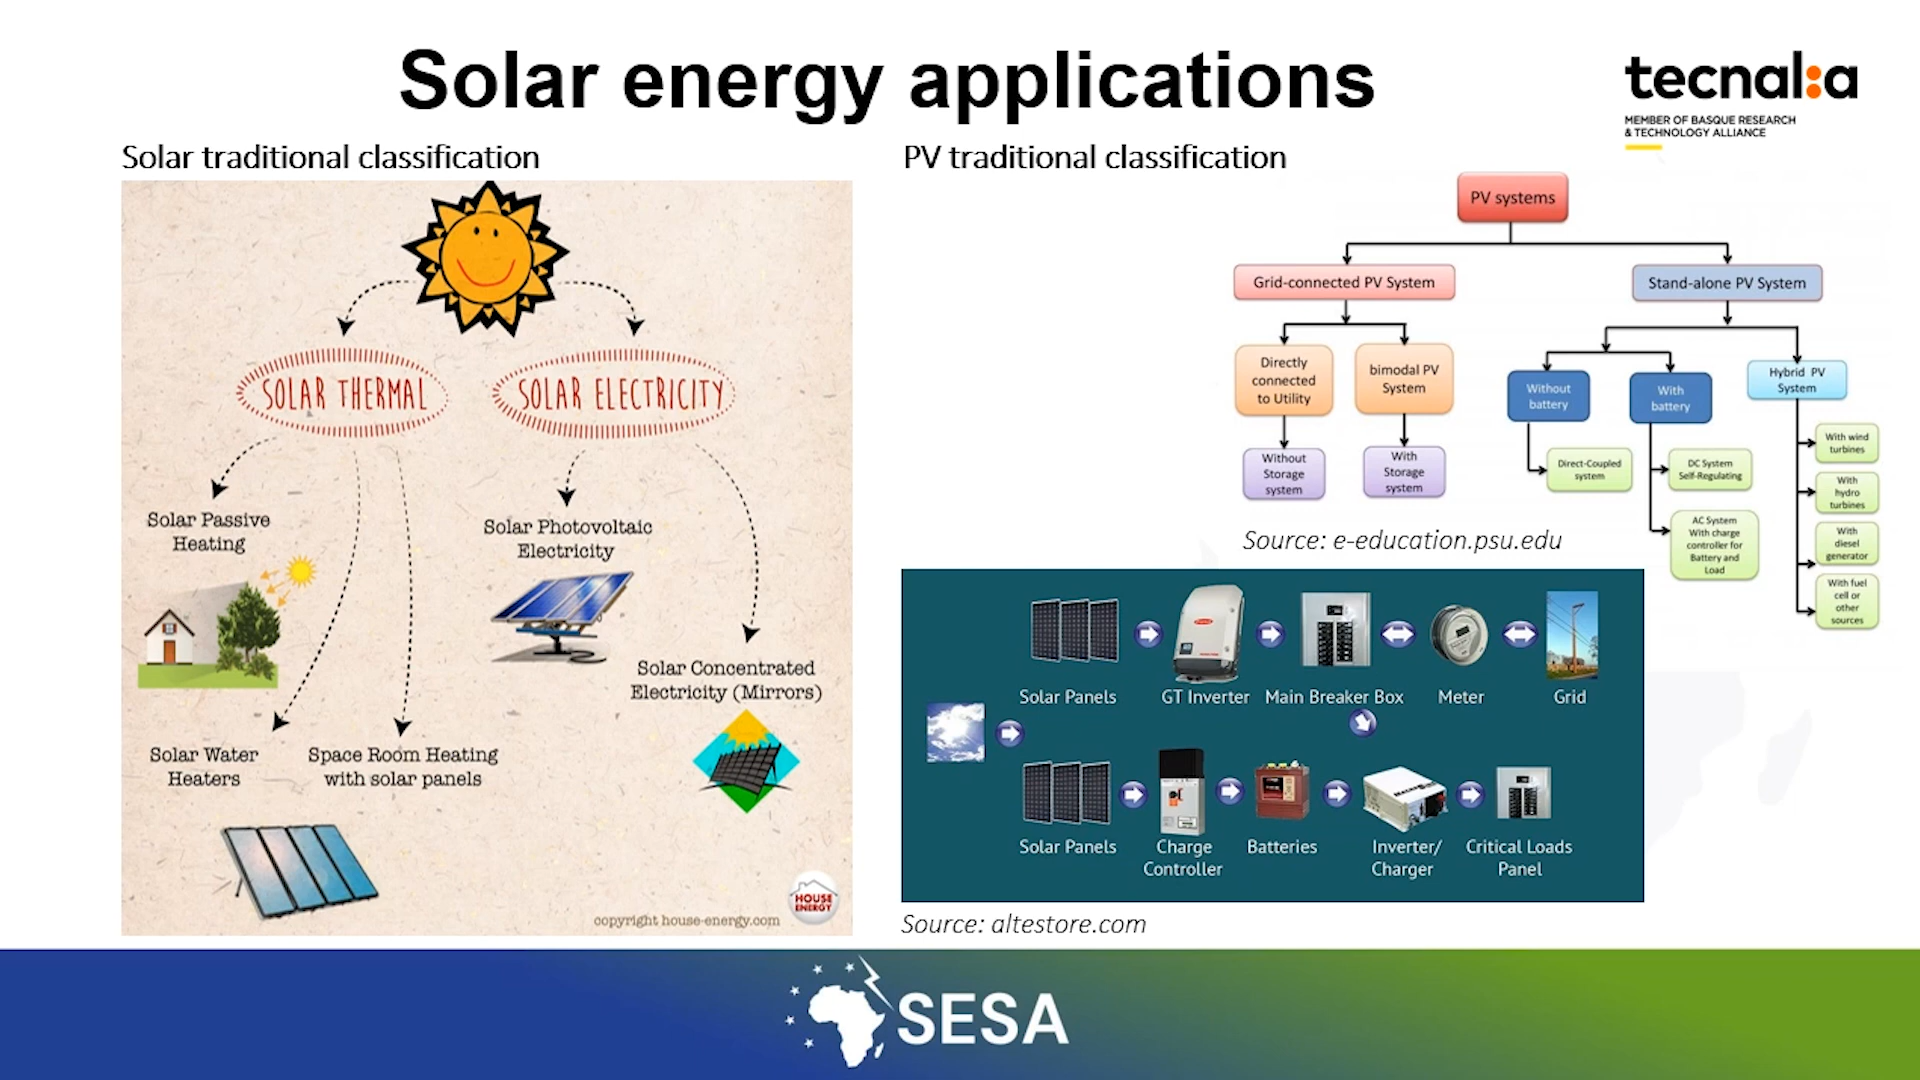 Solar energy applications
tecnal:a
MEMBER OF BASQUE RESEARCH
& TECHNOLOGY ALLIANCE
Solar traditional classification
SOLAR THERMAL
SOLAR ELECTRICITY
Solar Passive
Heating
Solar Photovoltaic
Electricity
Solar Concentrated
Electricity (Mirrors)
Solar Water
Heaters
Space Room Heating
with solar panels
HOUSE
ENERGY
copyright house-energy.com
PV traditional classification
PV systems
Grid-connected PV System
Stand-alone PV System
Directly
connected
to Utility
bimodal PV
System
Without
battery
With
battery
Hybrid PV
System
Without
Storage
system
With
Storage
system
Direct-Coupled
system
DC System
Self-Regulating
AC System
With charge
controller for
Battery and
Load
With wind
turbines
With
hydro
turbines
With
diesel
generator
With fuel
cell or
other
sources
Source: e-education.psu.edu
Solar Panels
GT Inverter
Main Breaker Box
Meter
Grid
Solar Panels
Charge
Controller
Batteries
Inverter/
Charger
Critical Loads
Panel
Source: altestore.com
SESA